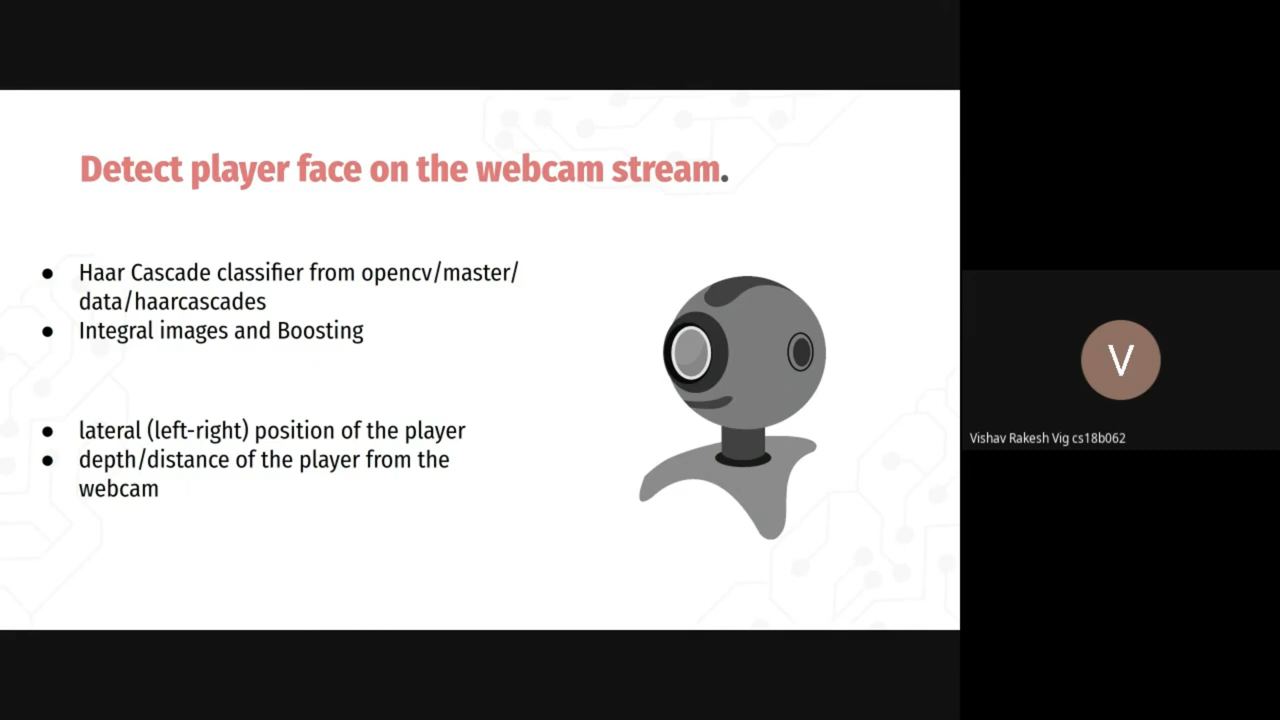 Detect player face on the webcam stream.
● Haar Cascade classifier from opencv/master/
data/haarcascades
● Integral images and Boosting
● lateral (left-right) position of the player
● depth/distance of the player from the
webcam
V
Vishav Rakesh Vig cs18b062